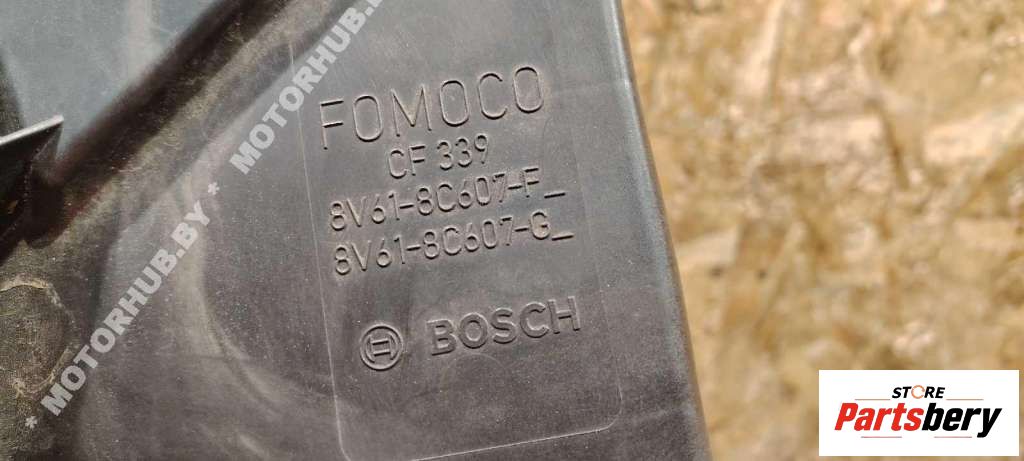 FOMOCO
CF 339
8V61-8C607-F_
8V61-8C607-G_
BOSCH
* MOTORHUB.BY * MOTORHUB.BY
STORE
Partsbery